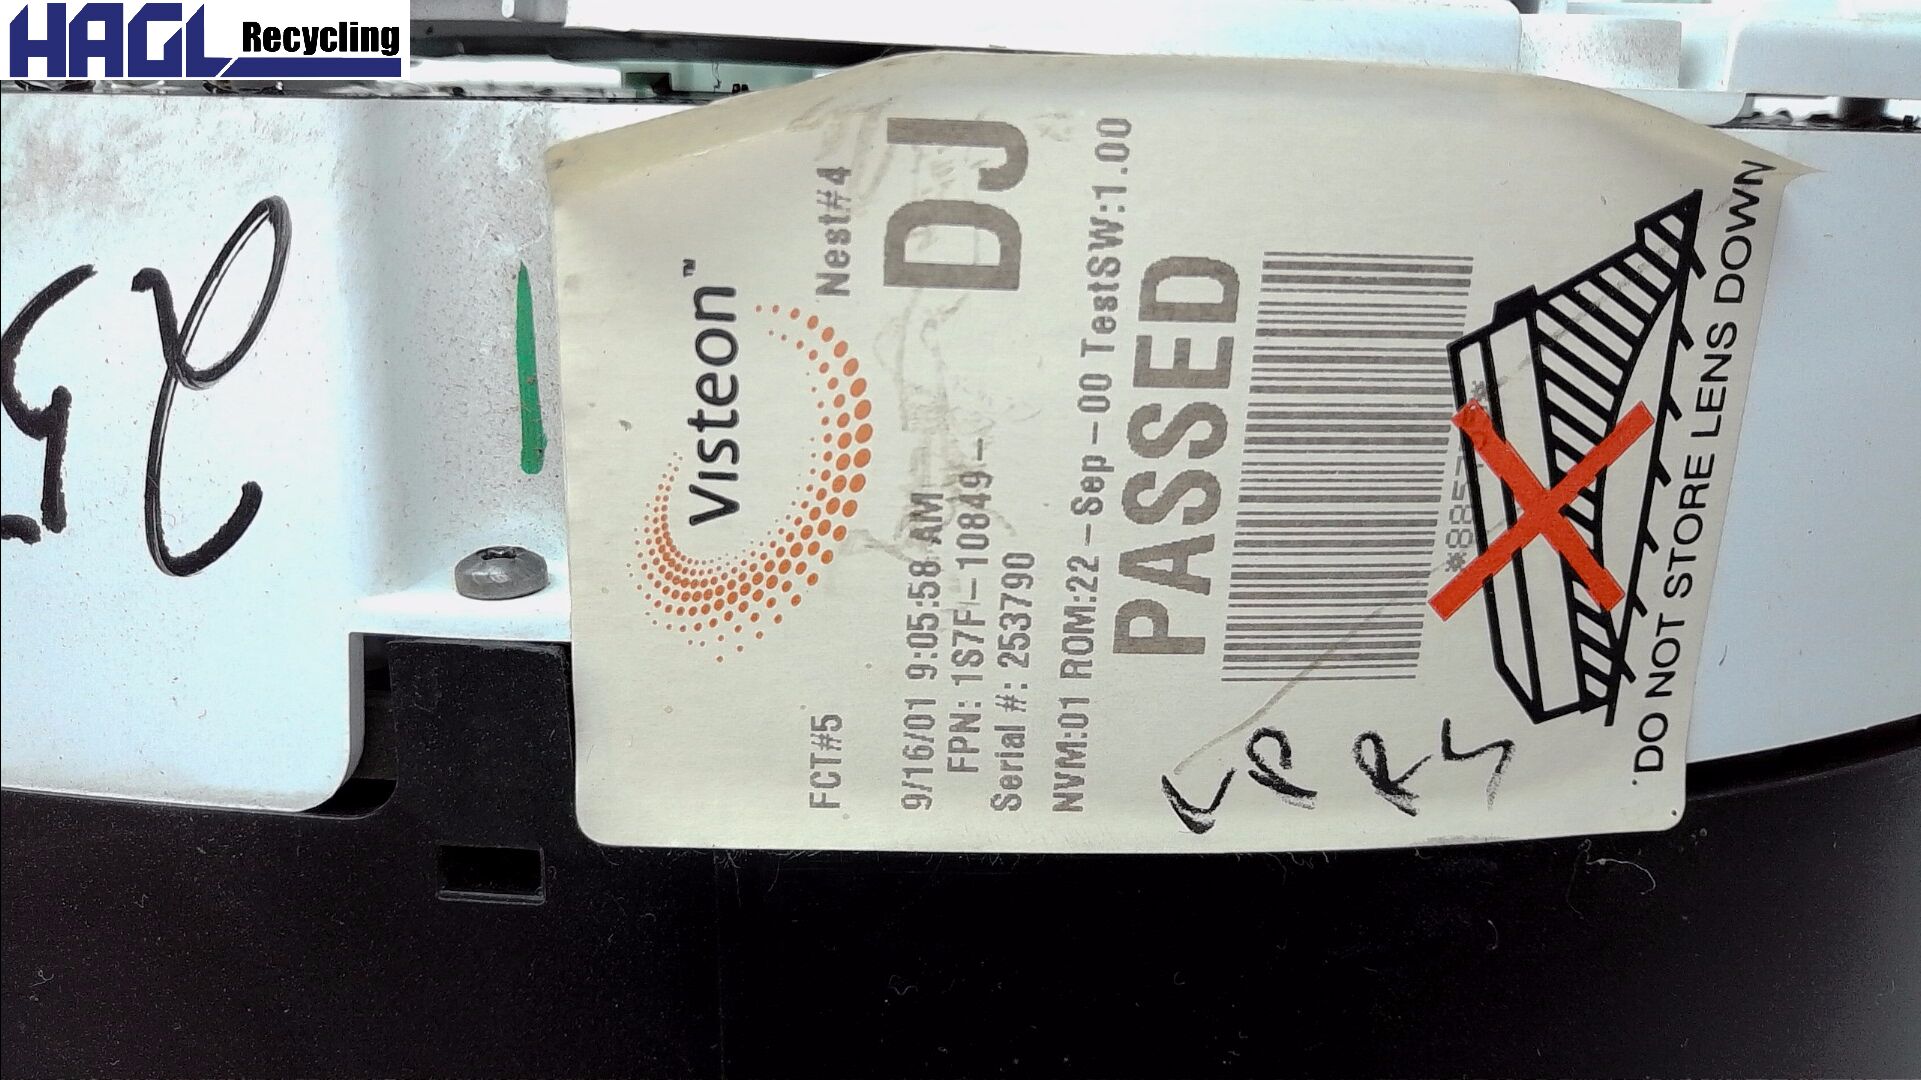 HAGL Recycling
Visteon™
FCT#5 Nest#4
9/16/01 9:05:58 AM DJ
FPN: 1S7F-10849-
Serial #: 253790
NVM:01 ROM:22-Sep-00 TestSW:1.00
PASSED
DO NOT STORE LENS DOWN